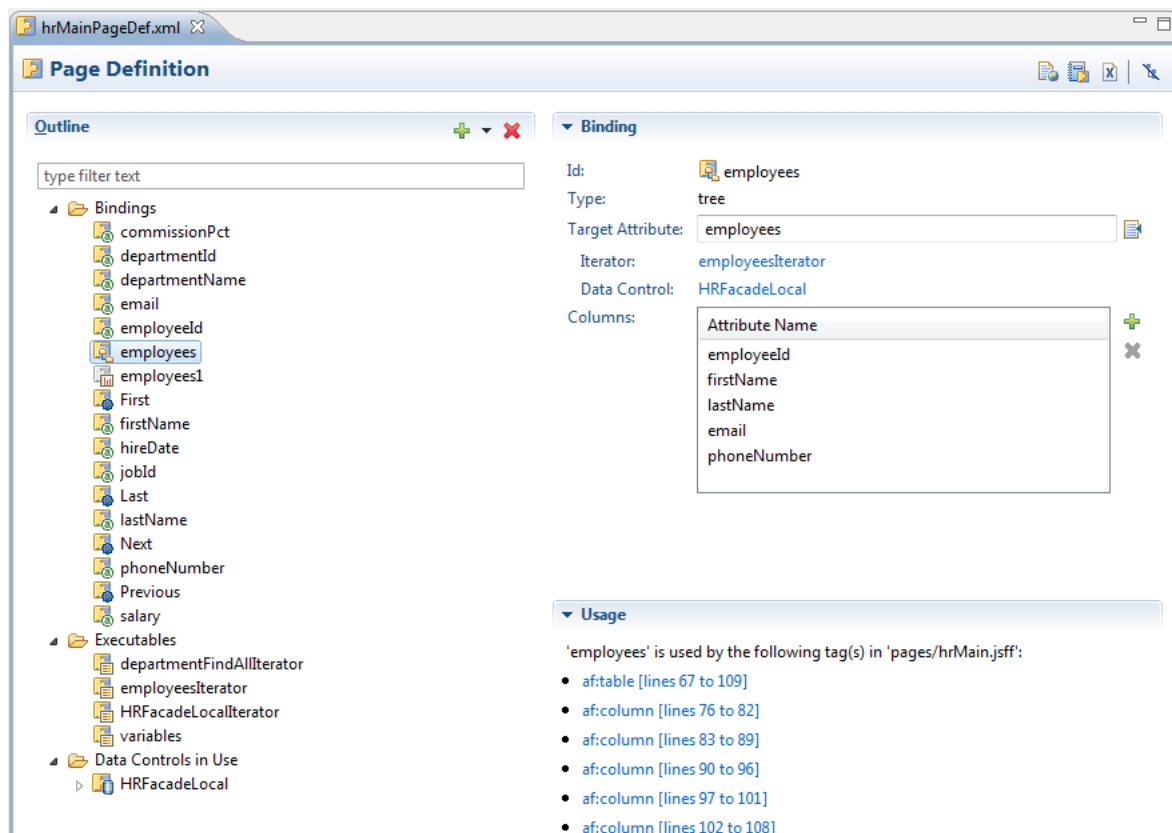 hrMainPageDef.xml
Page Definition
Outline
type filter text
Bindings
commissionPct
departmentId
departmentName
email
employeeId
employees
employees1
First
firstName
hireDate
jobId
Last
lastName
Next
phoneNumber
Previous
salary
Executables
departmentFindAllIterator
employeesIterator
HRFacadeLocalIterator
variables
Data Controls in Use
HRFacadeLocal
Binding
Id: employees
Type: tree
Target Attribute: employees
Iterator: employeesIterator
Data Control: HRFacadeLocal
Columns:
Attribute Name
employeeId
firstName
lastName
email
phoneNumber
Usage
'employees' is used by the following tag(s) in 'pages/hrMain.jsff':
af:table [lines 67 to 109]
af:column [lines 76 to 82]
af:column [lines 83 to 89]
af:column [lines 90 to 96]
af:column [lines 97 to 101]
af:column [lines 102 to 108]